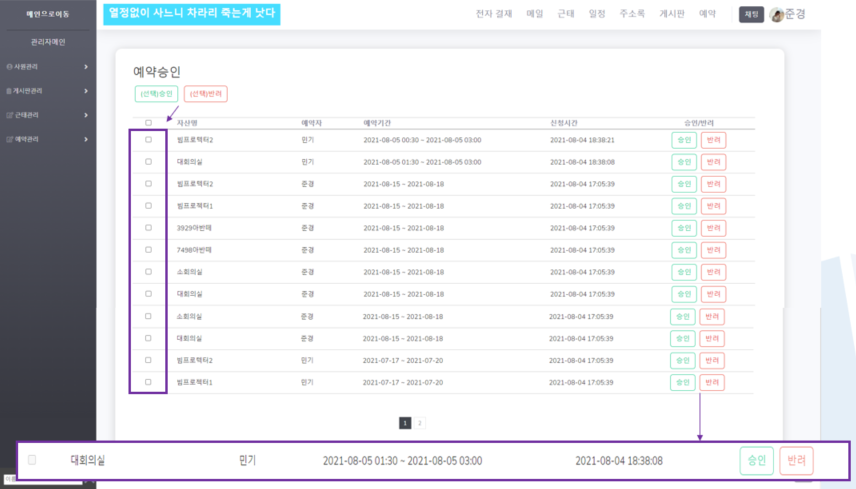 메인으로이동
열정없이 사느니 차라리 죽는게 낫다
전자 결재 메일 근태 일정 주소록 게시판 예약 채팅 준경
관리자메인
사원관리
게시판관리
근태관리
예약관리
예약승인
(선택)승인 (선택)반려
자산명 예약자 예약기간 신청시간 승인/반려
빔프로젝터2 민기 2021-08-05 00:30 ~ 2021-08-05 03:00 2021-08-04 18:38:21 승인 반려
대회의실 민기 2021-08-05 01:30 ~ 2021-08-05 03:00 2021-08-04 18:38:08 승인 반려
빔프로젝터2 준경 2021-08-15 ~ 2021-08-18 2021-08-04 17:05:39 승인 반려
빔프로젝터1 준경 2021-08-15 ~ 2021-08-18 2021-08-04 17:05:39 승인 반려
3929아반떼 준경 2021-08-15 ~ 2021-08-18 2021-08-04 17:05:39 승인 반려
7498아반떼 준경 2021-08-15 ~ 2021-08-18 2021-08-04 17:05:39 승인 반려
소회의실 준경 2021-08-15 ~ 2021-08-18 2021-08-04 17:05:39 승인 반려
대회의실 준경 2021-08-15 ~ 2021-08-18 2021-08-04 17:05:39 승인 반려
소회의실 준경 2021-08-15 ~ 2021-08-18 2021-08-04 17:05:39 승인 반려
대회의실 준경 2021-08-15 ~ 2021-08-18 2021-08-04 17:05:39 승인 반려
빔프로젝터2 민기 2021-07-17 ~ 2021-07-20 2021-08-04 17:05:39 승인 반려
빔프로젝터1 민기 2021-07-17 ~ 2021-07-20 2021-08-04 17:05:39 승인 반려
1 2
대회의실 민기 2021-08-05 01:30 ~ 2021-08-05 03:00 2021-08-04 18:38:08 승인 반려